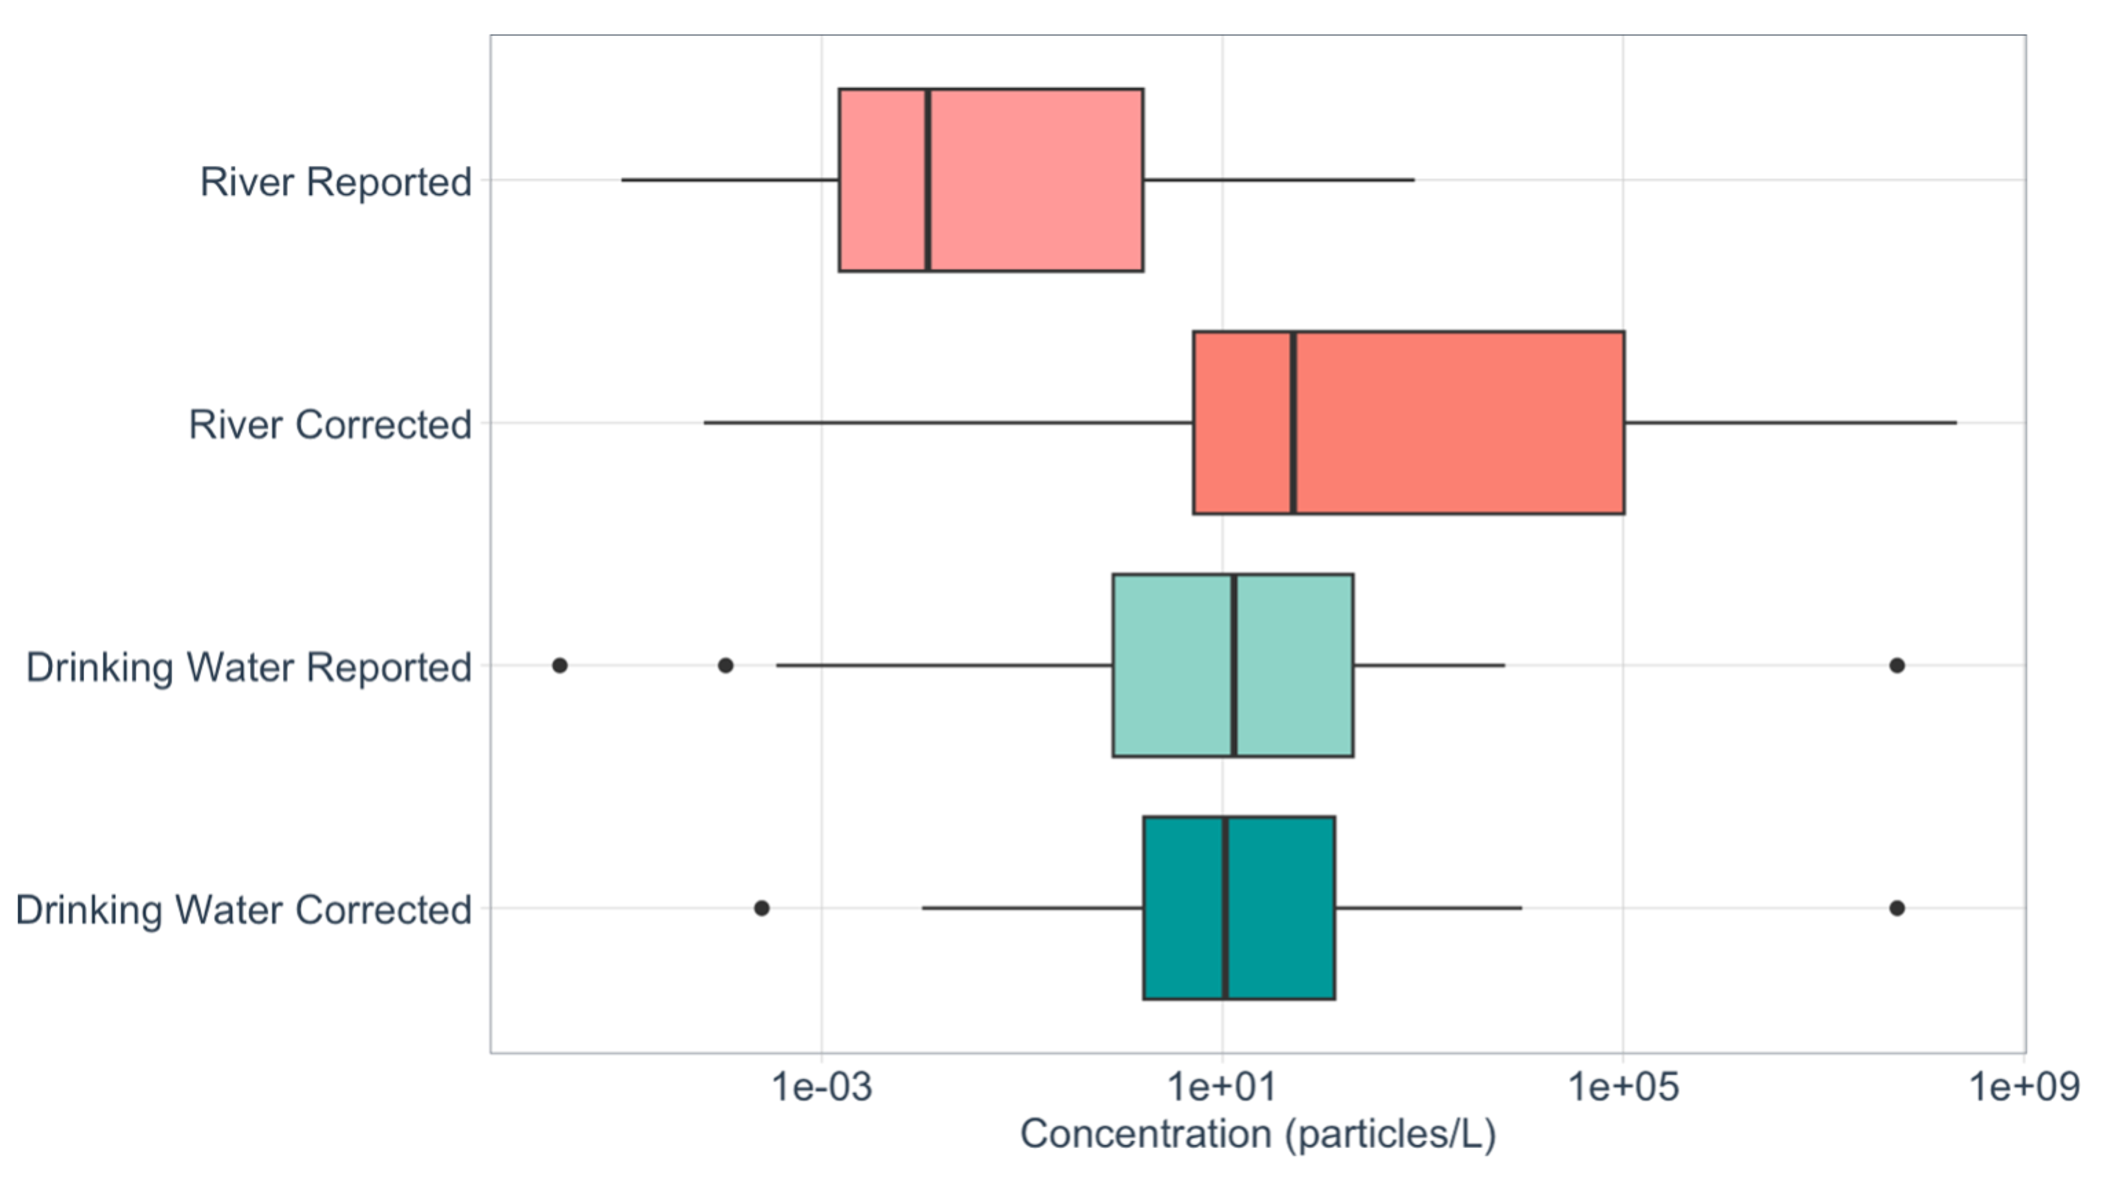 River Reported
River Corrected
Drinking Water Reported
Drinking Water Corrected
1e-03 1e+01 1e+05 1e+09
Concentration (particles/L)